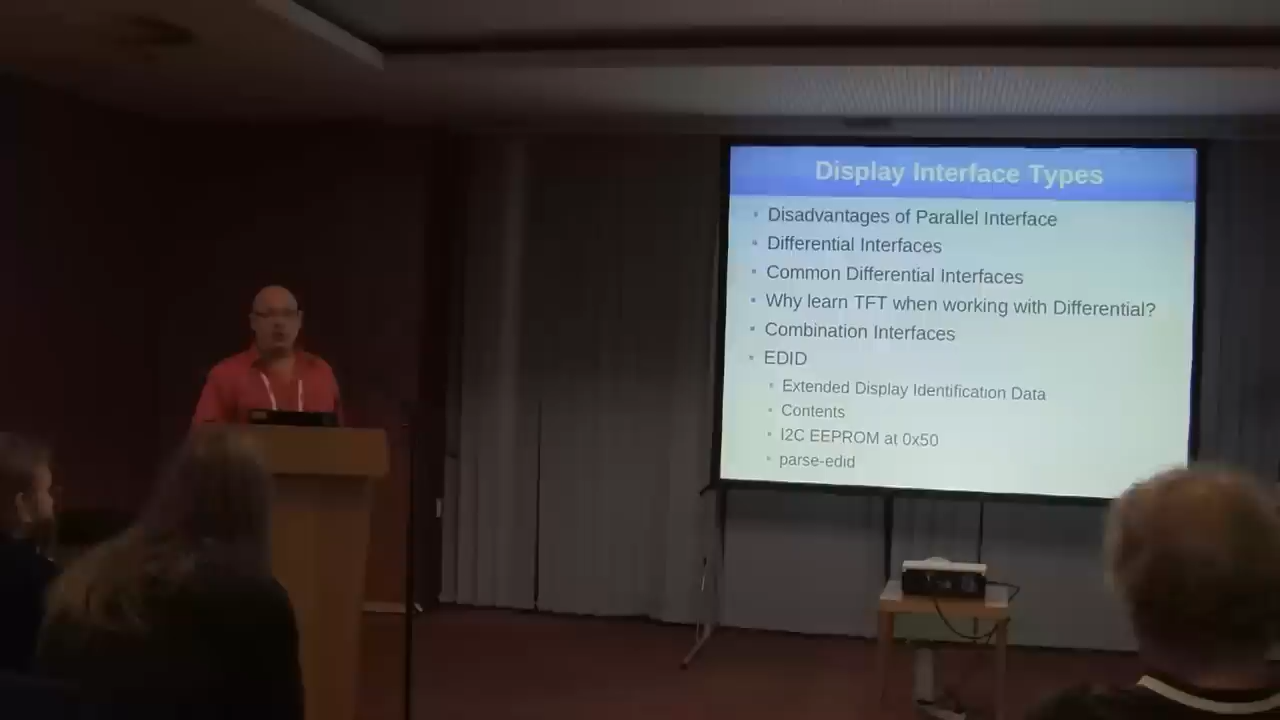 Display Interface Types
Disadvantages of Parallel Interface
Differential Interfaces
Common Differential Interfaces
Why learn TFT when working with Differential?
Combination Interfaces
EDID
Extended Display Identification Data
Contents
I2C EEPROM at 0x50
parse-edid